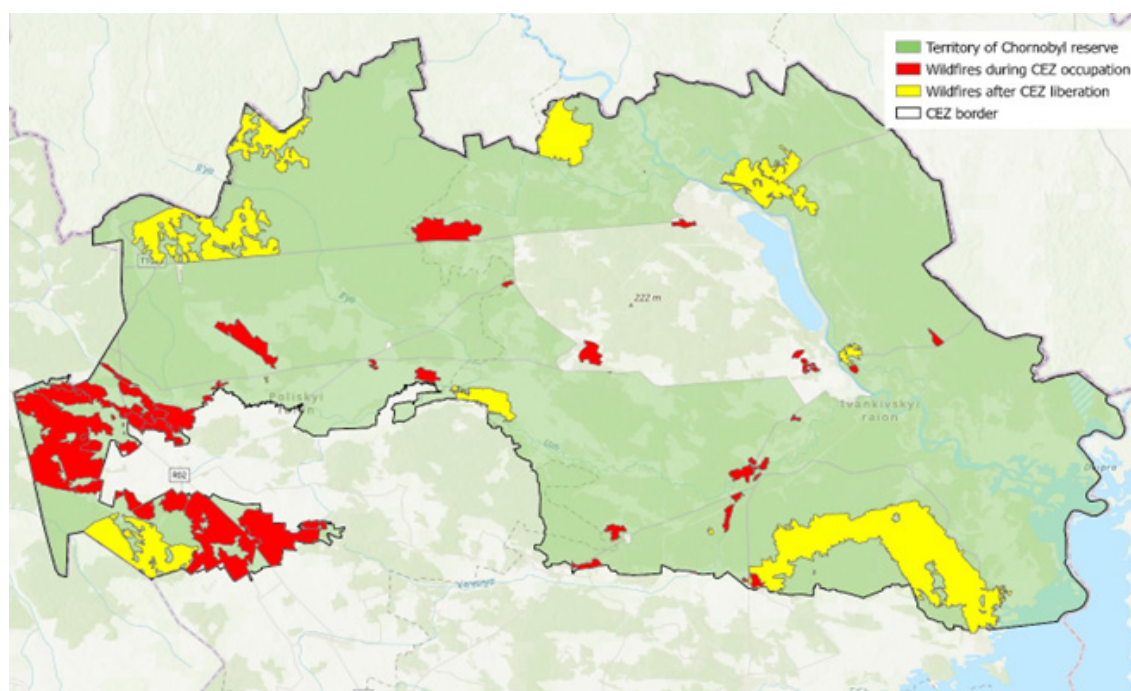 Territory of Chornobyl reserve
Wildfires during CEZ occupation
Wildfires after CEZ liberation
CEZ border
222 m
Poliskyi
raion
Ivankivskyi
raion
R02
Dnipro